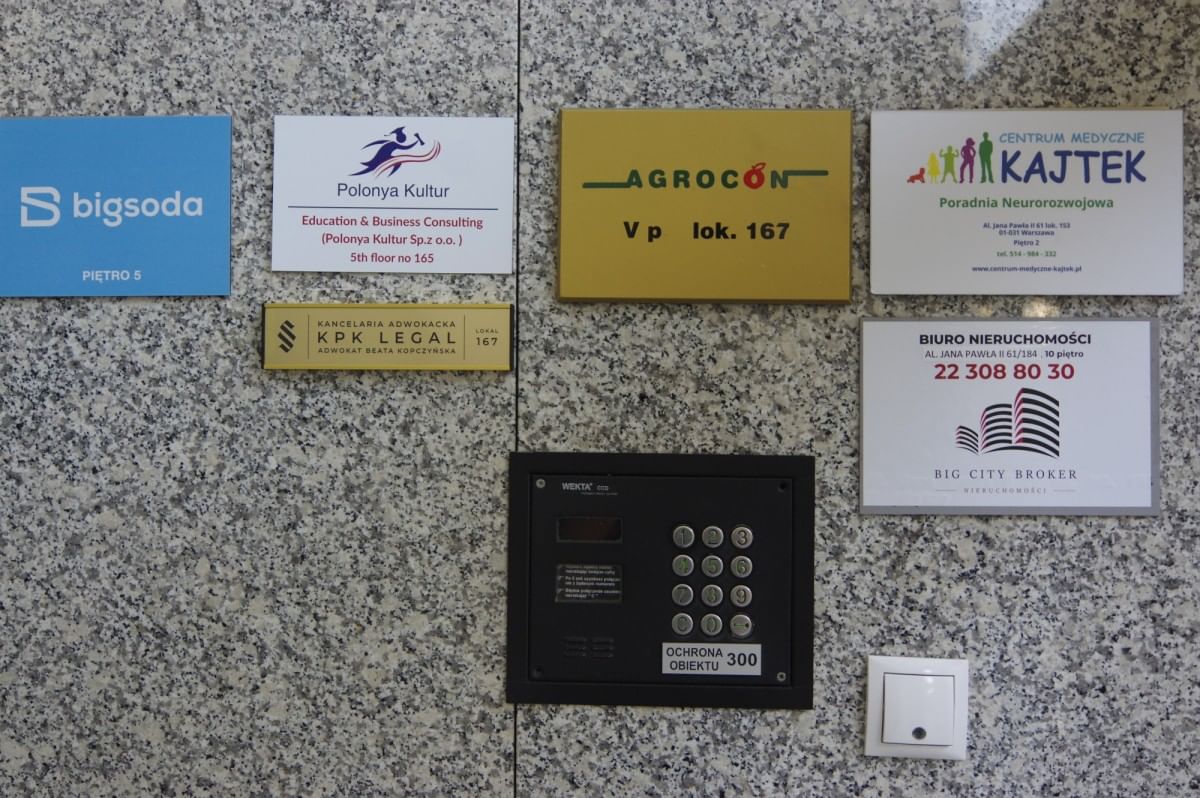 bigsoda
PIĘTRO 5
Polonya Kultur
Education & Business Consulting
(Polonya Kultur Sp.z o.o. )
5th floor no 165
KANCELARIA ADWOKACKA
KPK LEGAL
ADWOKAT BEATA KOPCZYŃSKA
LOKAL
167
AGROCON
V p lok. 167
CENTRUM MEDYCZNE
KAJTEK
Poradnia Neurorozwojowa
Al. Jana Pawła II 61 lok. 153
01-031 Warszawa
Piętro 2
tel. 514 - 984 - 332
www.centrum-medyczne-kajtek.pl
BIURO NIERUCHOMOŚCI
AL. JANA PAWŁA II 61/184 , 10 piętro
22 308 80 30
BIG CITY BROKER
NIERUCHOMOŚCI
WEKTA CCD
1 2 3
4 5 6
7 8 9
C 0
OCHRONA
OBIEKTU 300